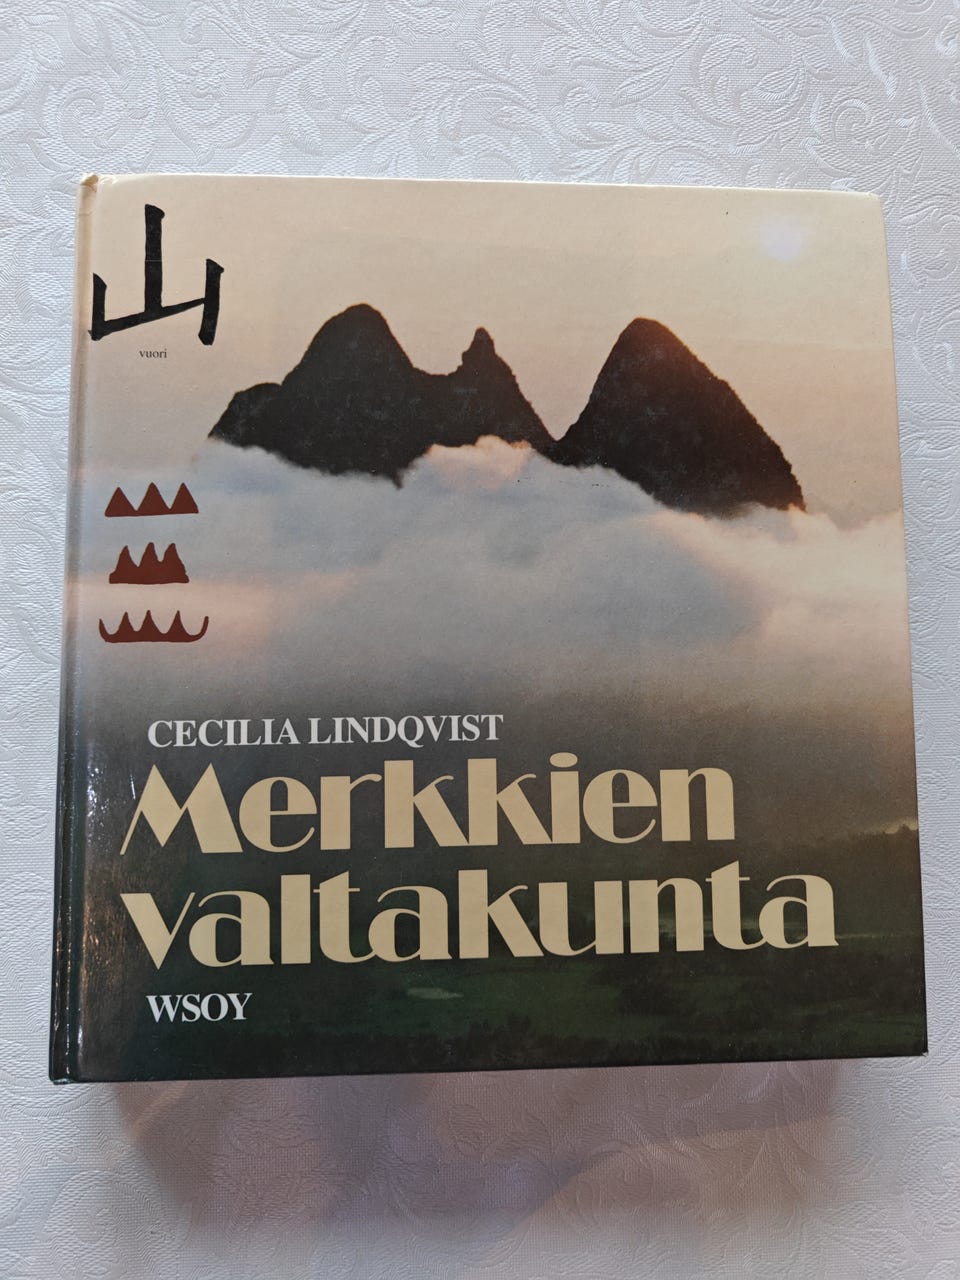 山
vuori
CECILIA LINDQVIST
Merkkien
valtakunta
WSOY